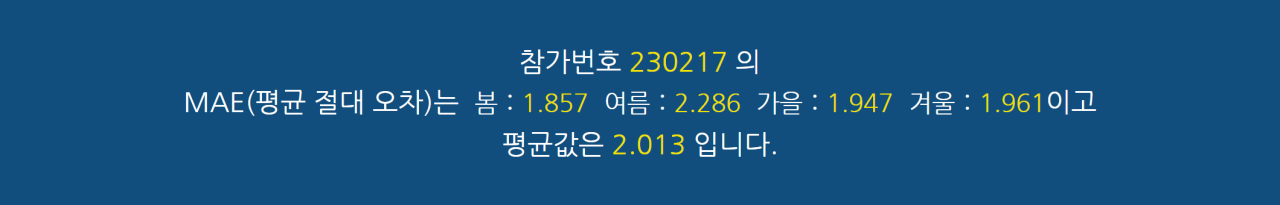 참가번호 230217 의
MAE(평균 절대 오차)는 봄 : 1.857 여름 : 2.286 가을 : 1.947 겨울 : 1.961이고
평균값은 2.013 입니다.